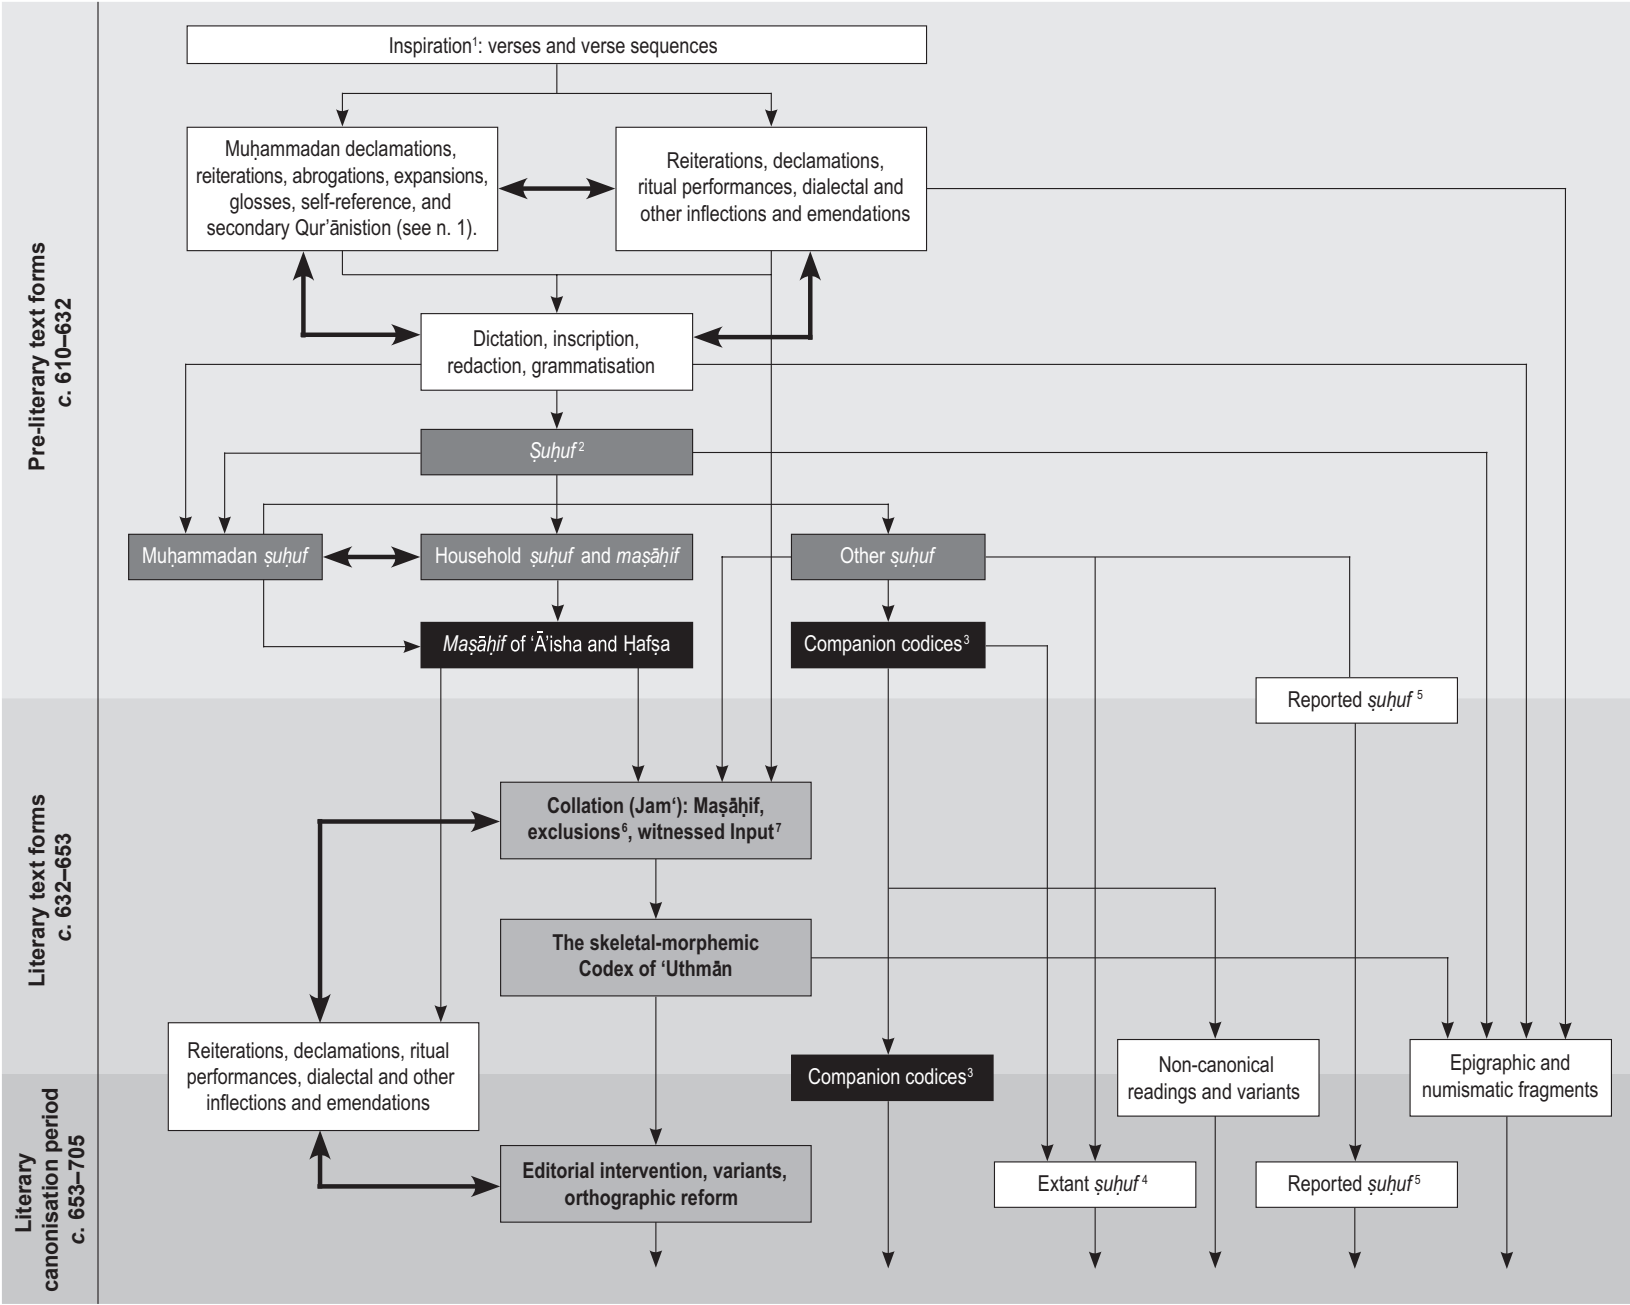 Inspiration¹: verses and verse sequences
Muḥammadan declamations,
reiterations, abrogations, expansions,
glosses, self-reference, and
secondary Qur’ānistion (see n. 1).
Reiterations, declamations,
ritual performances, dialectal and
other inflections and emendations
Pre-literary text forms
c. 610–632
Dictation, inscription,
redaction, grammatisation
Ṣuḥuf ²
Muḥammadan ṣuḥuf
Household ṣuḥuf and maṣāḥif
Other ṣuḥuf
Maṣāḥif of ‘Ā’isha and Ḥafṣa
Companion codices³
Reported ṣuḥuf ⁵
Literary text forms
c. 632–653
Collation (Jam‘): Maṣāḥif,
exclusions⁶, witnessed Input⁷
The skeletal-morphemic
Codex of ‘Uthmān
Reiterations, declamations, ritual
performances, dialectal and other
inflections and emendations
Companion codices³
Non-canonical
readings and variants
Epigraphic and
numismatic fragments
Literary
canonisation period
c. 653–705
Editorial intervention, variants,
orthographic reform
Extant ṣuḥuf ⁴
Reported ṣuḥuf ⁵